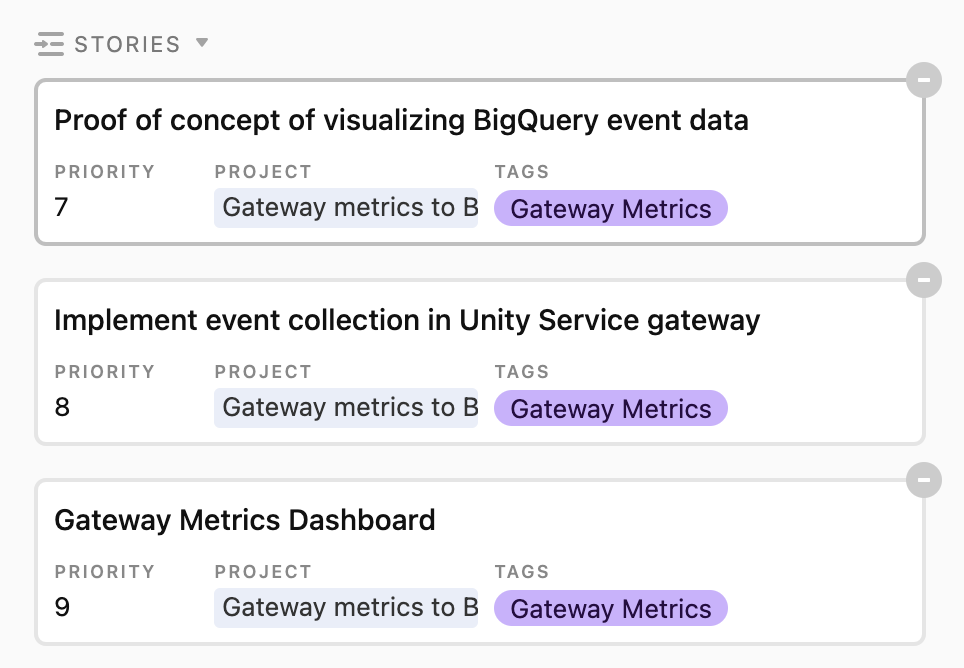 STORIES
Proof of concept of visualizing BigQuery event data
PRIORITY PROJECT TAGS
7 Gateway metrics to B Gateway Metrics
Implement event collection in Unity Service gateway
PRIORITY PROJECT TAGS
8 Gateway metrics to B Gateway Metrics
Gateway Metrics Dashboard
PRIORITY PROJECT TAGS
9 Gateway metrics to B Gateway Metrics